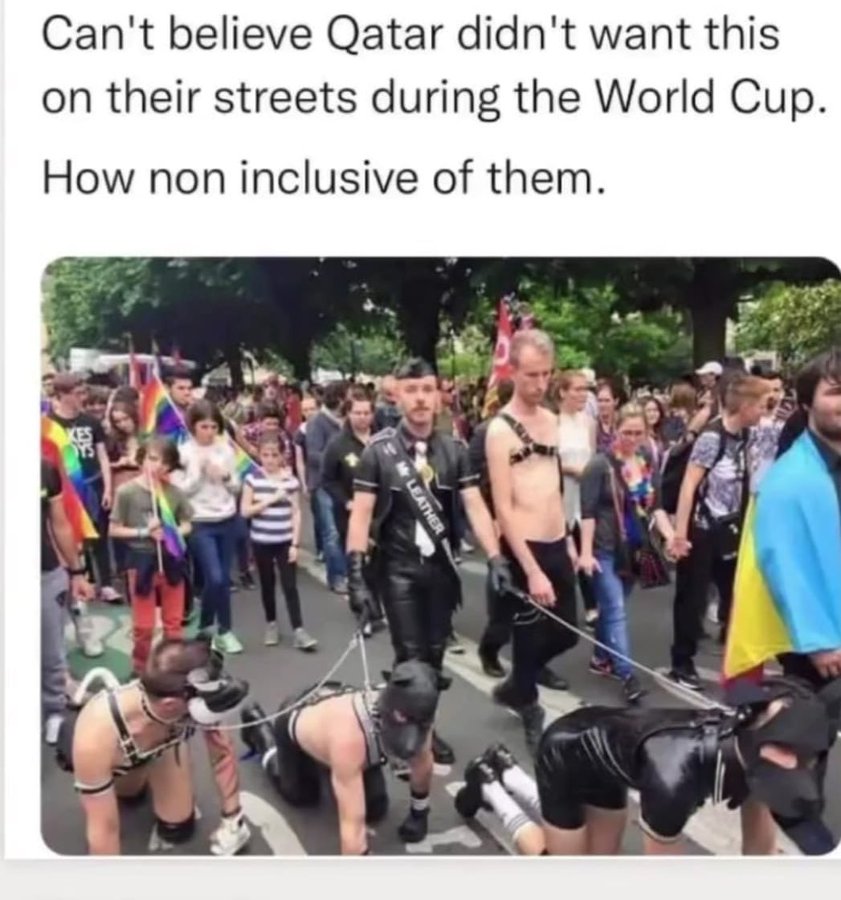 Can't believe Qatar didn't want this
on their streets during the World Cup.
How non inclusive of them.
LEATHER